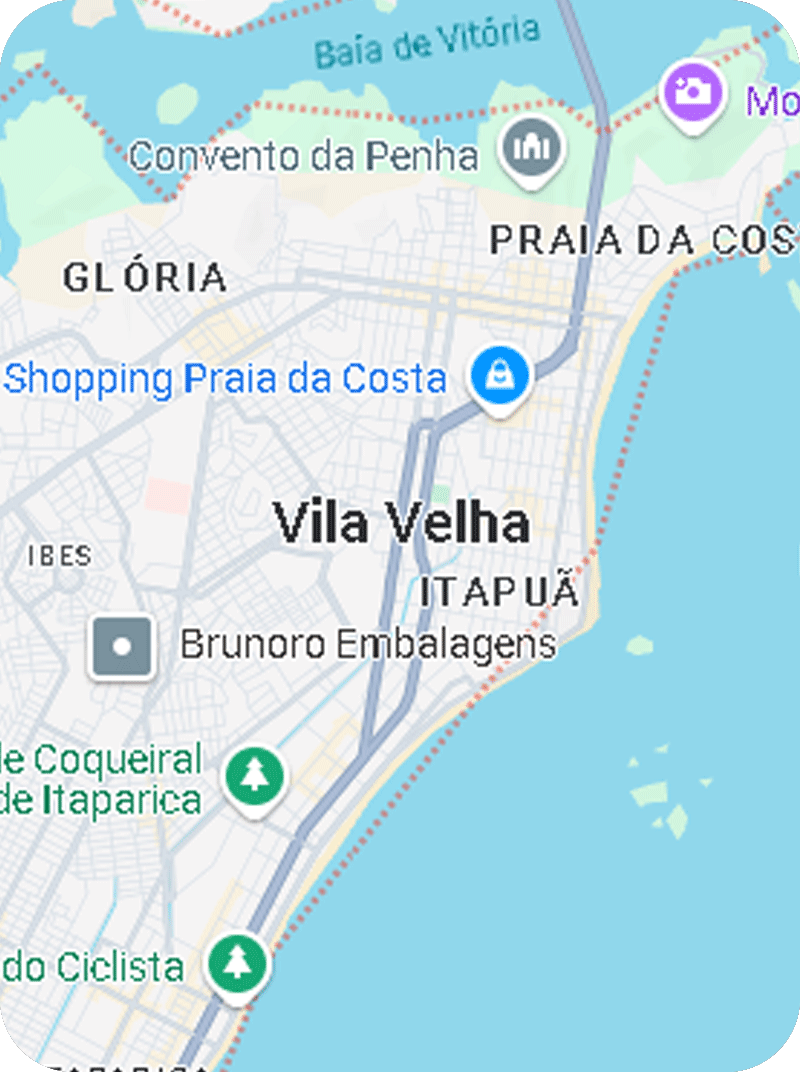 Baía de Vitória
Mo
Convento da Penha
PRAIA DA COS
GLÓRIA
Shopping Praia da Costa
Vila Velha
IBES
ITAPUÃ
Brunoro Embalagens
de Coqueiral
de Itaparica
do Ciclista